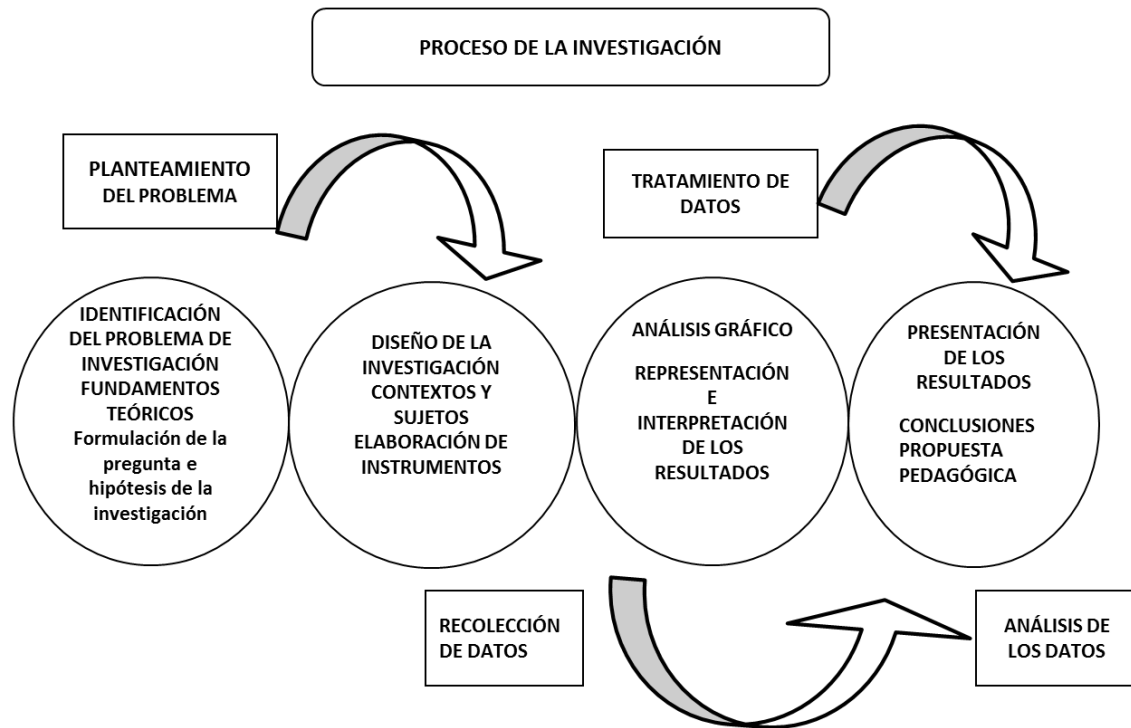 PROCESO DE LA INVESTIGACIÓN
PLANTEAMIENTO
DEL PROBLEMA
TRATAMIENTO DE
DATOS
IDENTIFICACIÓN
DEL PROBLEMA DE
INVESTIGACIÓN
FUNDAMENTOS
TEÓRICOS
Formulación de la
pregunta e
hipótesis de la
investigación
DISEÑO DE LA
INVESTIGACIÓN
CONTEXTOS Y
SUJETOS
ELABORACIÓN DE
INSTRUMENTOS
ANÁLISIS GRÁFICO
REPRESENTACIÓN
E
INTERPRETACIÓN
DE LOS
RESULTADOS
PRESENTACIÓN
DE LOS
RESULTADOS
CONCLUSIONES
PROPUESTA
PEDAGÓGICA
RECOLECCIÓN
DE DATOS
ANÁLISIS DE
LOS DATOS